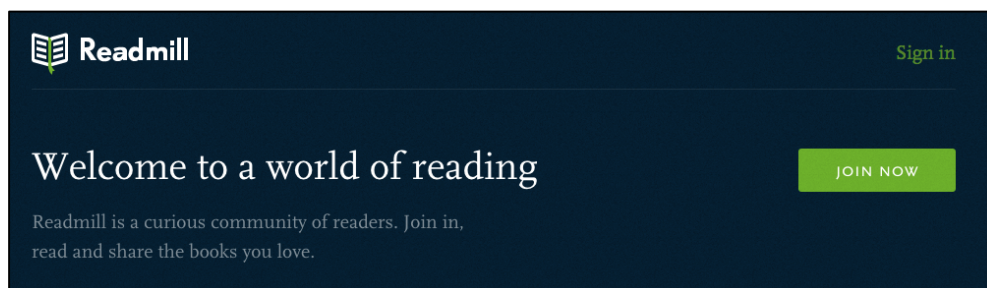 Readmill
Sign in
Welcome to a world of reading
JOIN NOW
Readmill is a curious community of readers. Join in,
read and share the books you love.